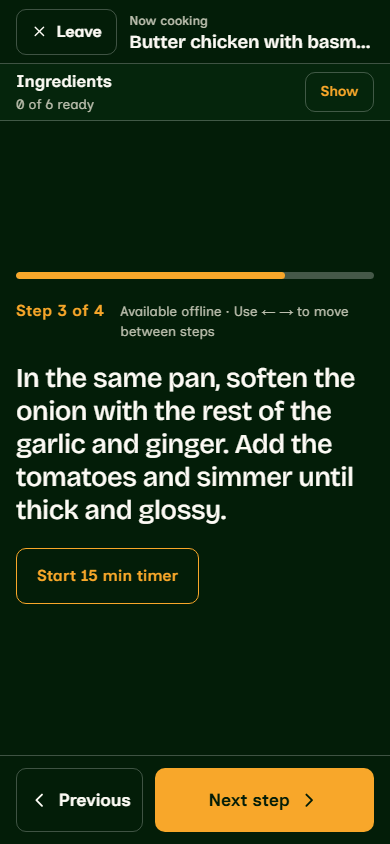 Leave
Now cooking
Butter chicken with basm...
Ingredients
0 of 6 ready
Show
Step 3 of 4
Available offline · Use ← → to move
between steps
In the same pan, soften the
onion with the rest of the
garlic and ginger. Add the
tomatoes and simmer until
thick and glossy.
Start 15 min timer
Previous
Next step